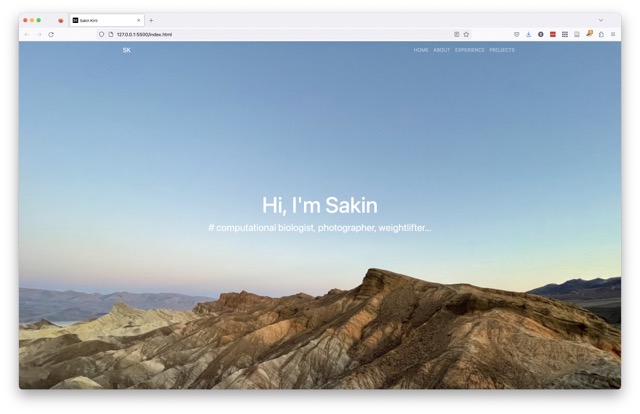 Sakin Kirti
127.0.0.1:5500/index.html
SK
HOME ABOUT EXPERIENCE PROJECTS
Hi, I'm Sakin
# computational biologist, photographer, weightlifter...